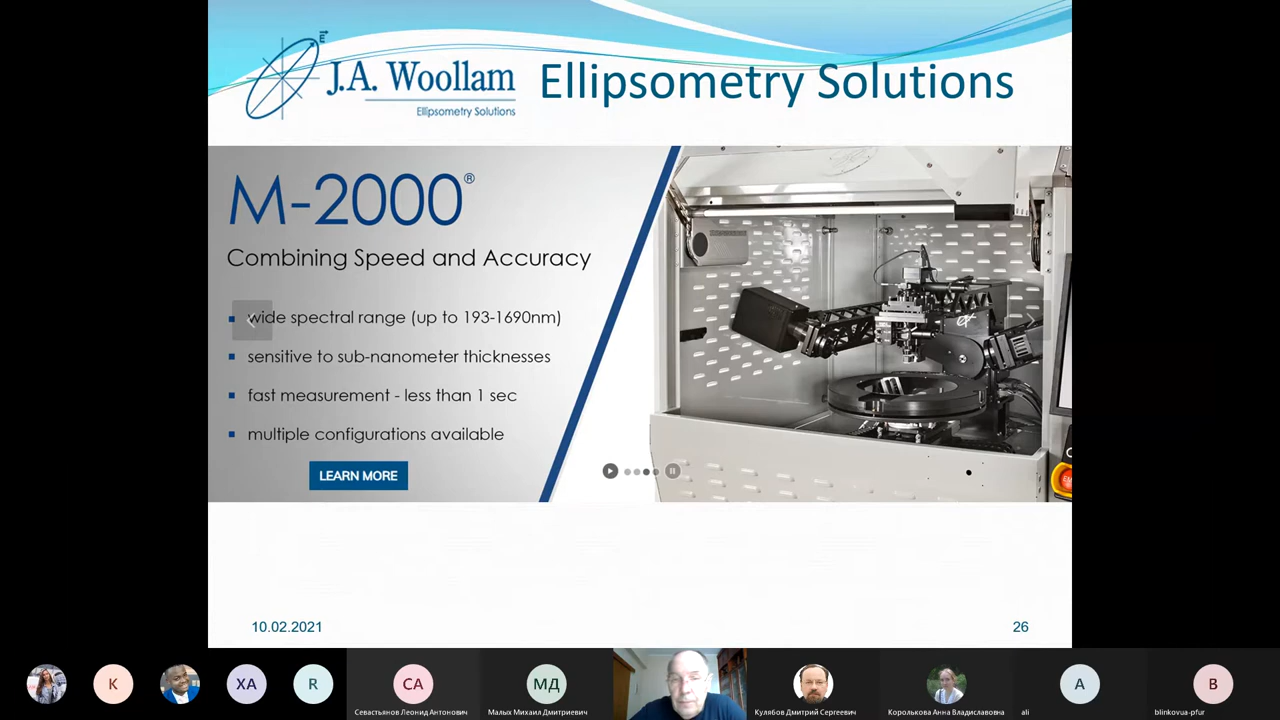 J.A. Woollam
Ellipsometry Solutions
Ellipsometry Solutions
M-2000®
Combining Speed and Accuracy
wide spectral range (up to 193-1690nm)
sensitive to sub-nanometer thicknesses
fast measurement - less than 1 sec
multiple configurations available
LEARN MORE
10.02.2021
26
K
XA
R
CA
МД
A
B
Севастьянов Леонид Антонович
Малых Михаил Дмитриевич
Кулябов Дмитрий Сергеевич
Королькова Анна Владиславовна
ali
blinkovua-pfur